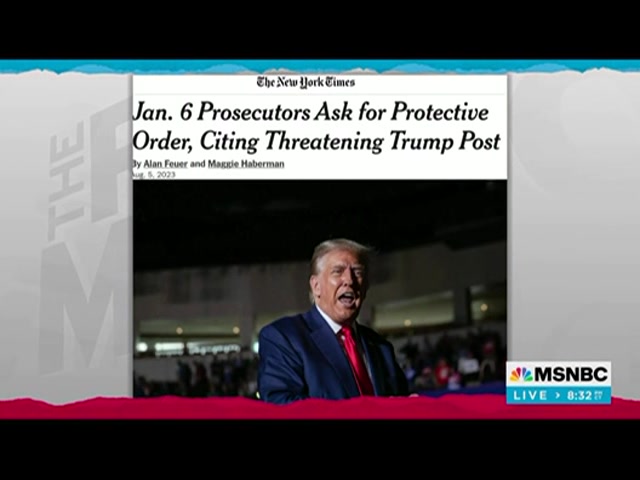 The New York Times
Jan. 6 Prosecutors Ask for Protective
Order, Citing Threatening Trump Post
By Alan Feuer and Maggie Haberman
Aug. 5, 2023
THE
MSNBC
LIVE > 8:32